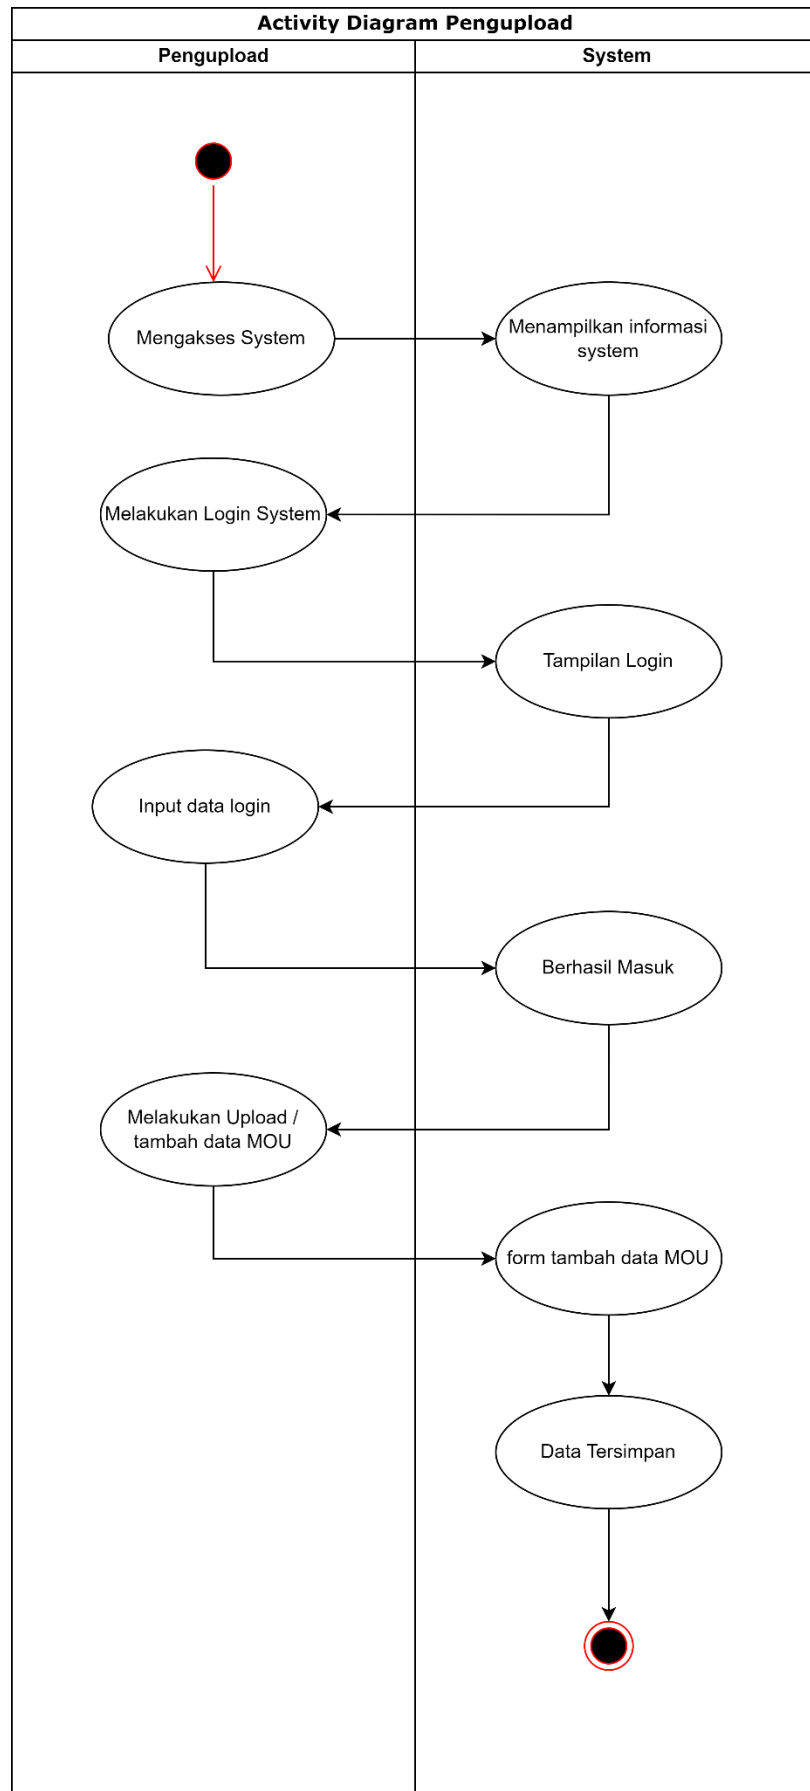 Activity Diagram Pengupload
Pengupload
System
Mengakses System
Menampilkan informasi
system
Melakukan Login System
Tampilan Login
Input data login
Berhasil Masuk
Melakukan Upload /
tambah data MOU
form tambah data MOU
Data Tersimpan